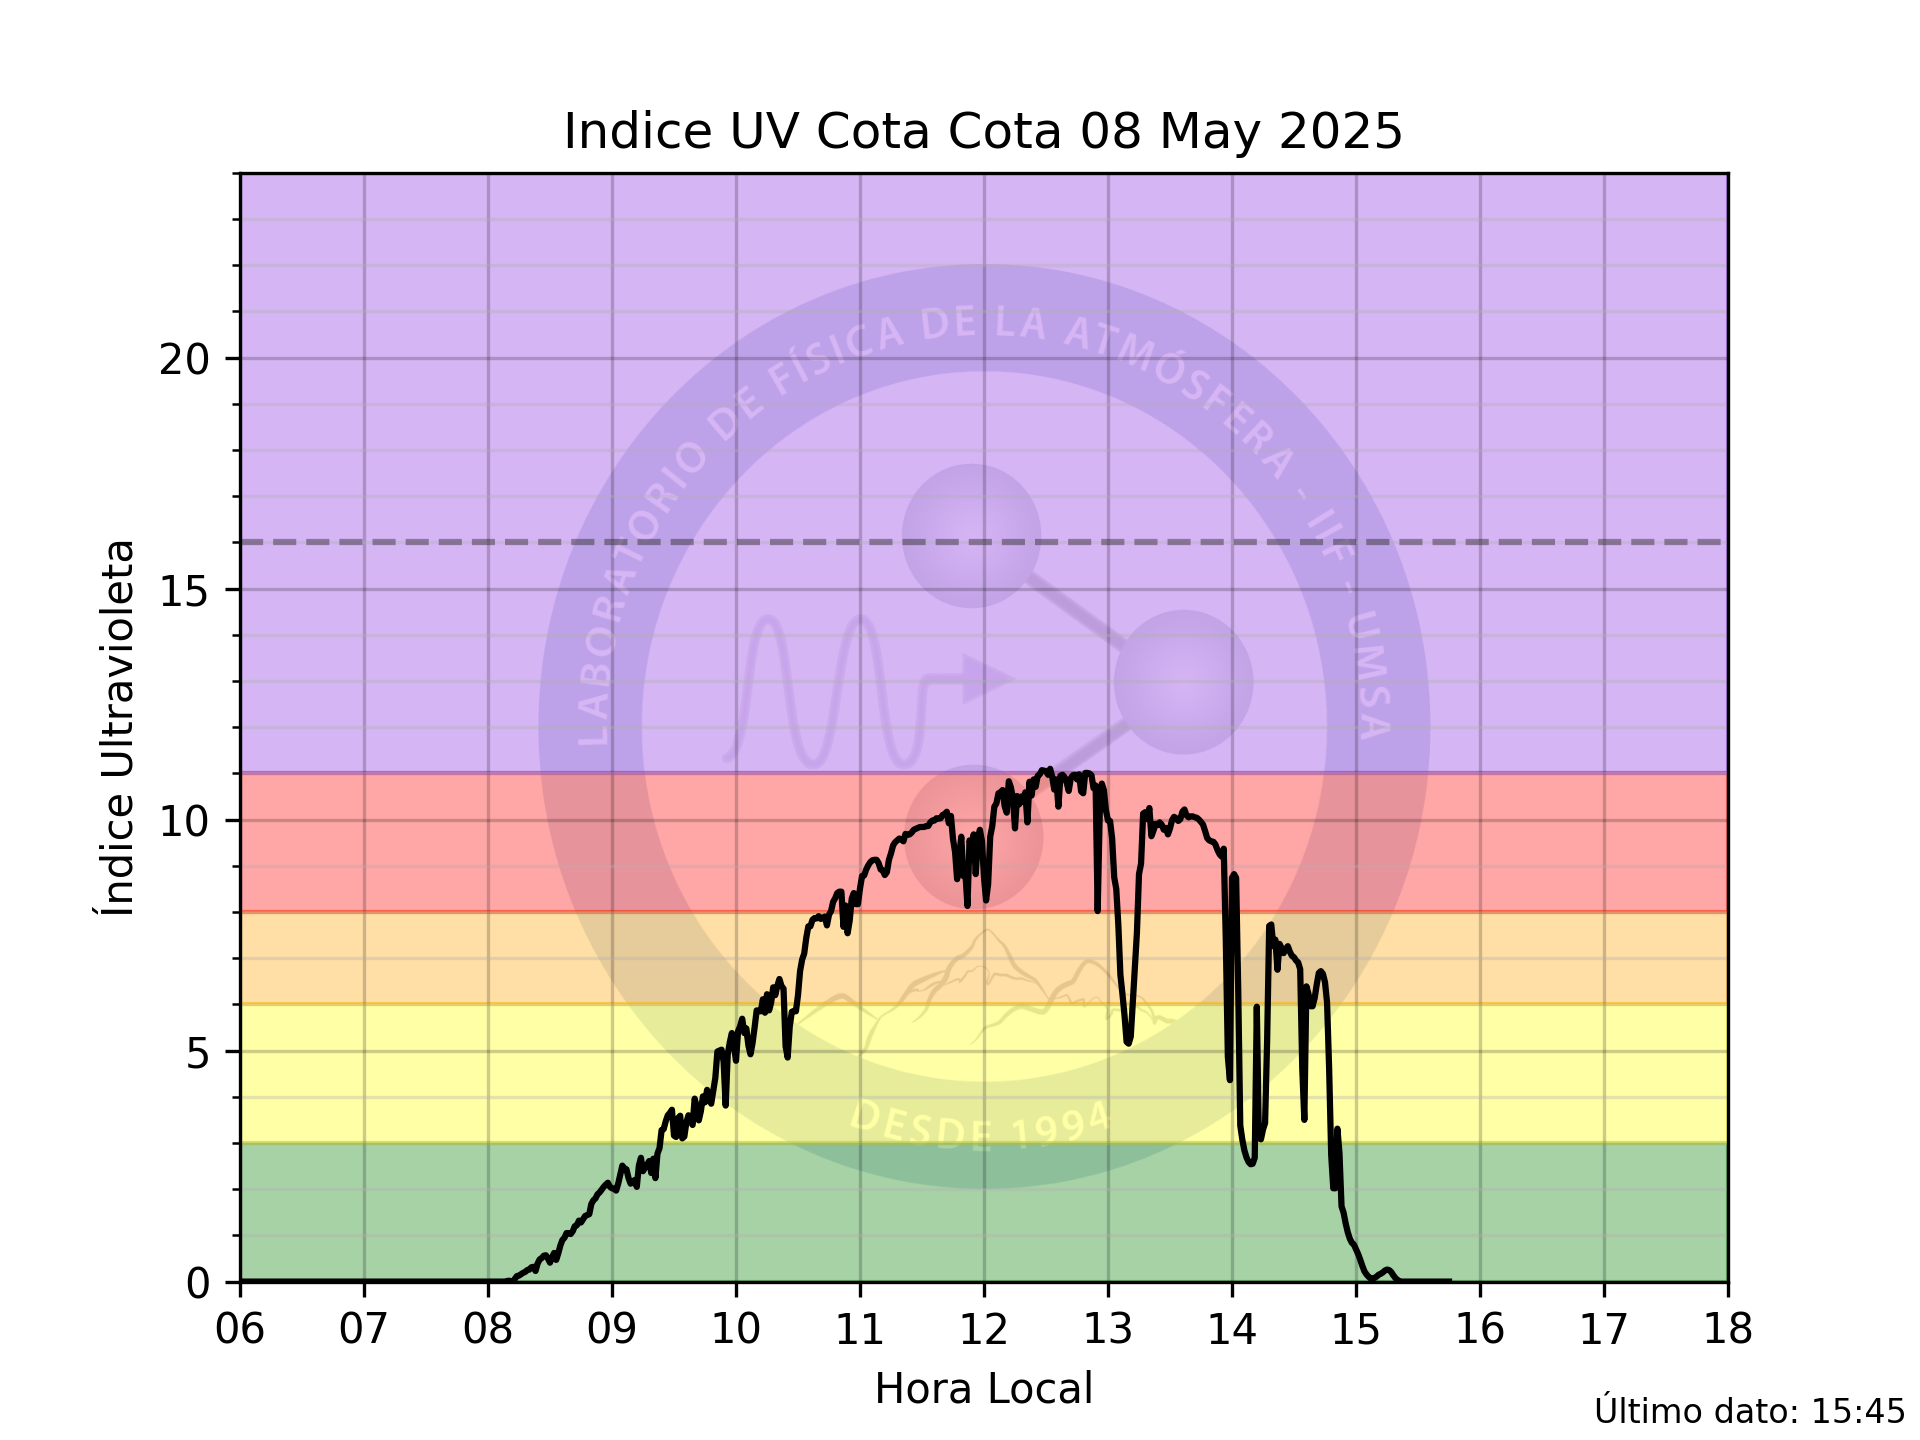 Indice UV Cota Cota 08 May 2025
Índice Ultravioleta
20
15
10
5
0
LABORATORIO DE FÍSICA DE LA ATMÓSFERA - IIF - UMSA
DESDE 1994
06 07 08 09 10 11 12 13 14 15 16 17 18
Hora Local
Último dato: 15:45